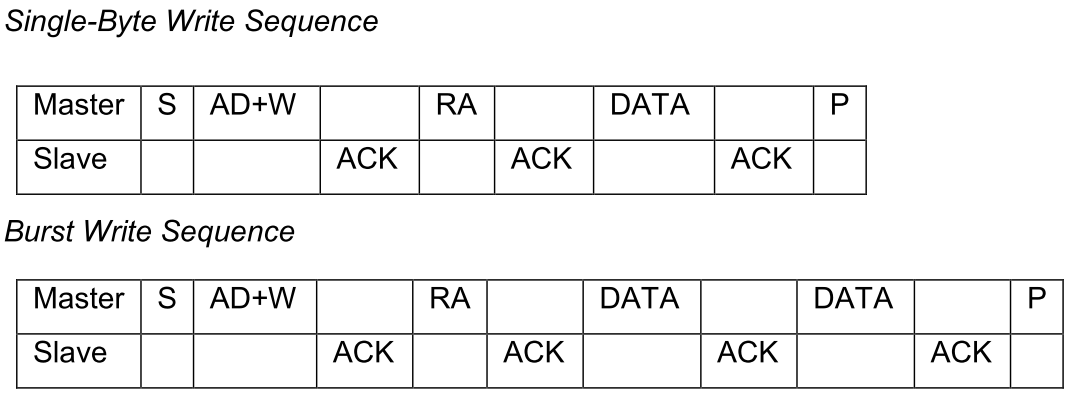 Single-Byte Write Sequence
Master S AD+W RA DATA P
Slave ACK ACK ACK
Burst Write Sequence
Master S AD+W RA DATA DATA P
Slave ACK ACK ACK ACK